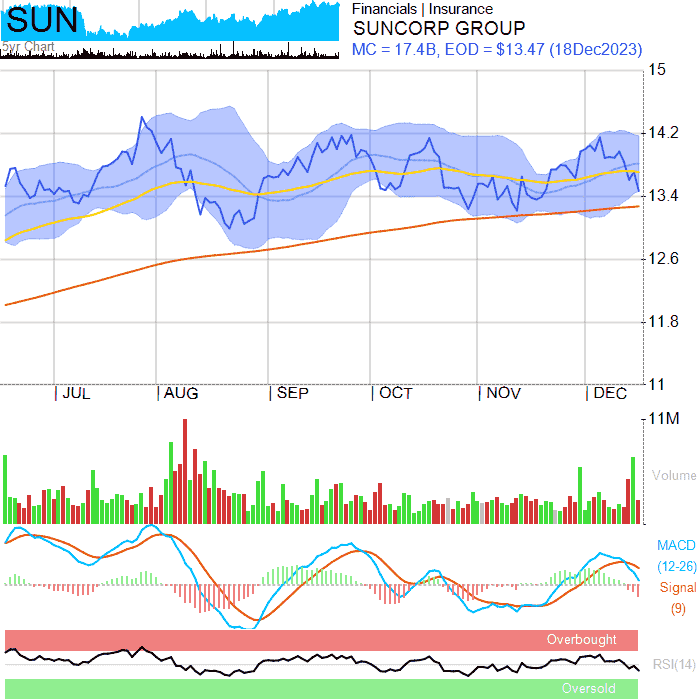 SUN
5yr Chart
Financials | Insurance
SUNCORP GROUP
MC = 17.4B, EOD = $13.47 (18Dec2023)
15
14.2
13.4
12.6
11.8
11
JUL AUG SEP OCT NOV DEC
11M
Volume
MACD
(12-26)
Signal
(9)
Overbought
RSI(14)
Oversold